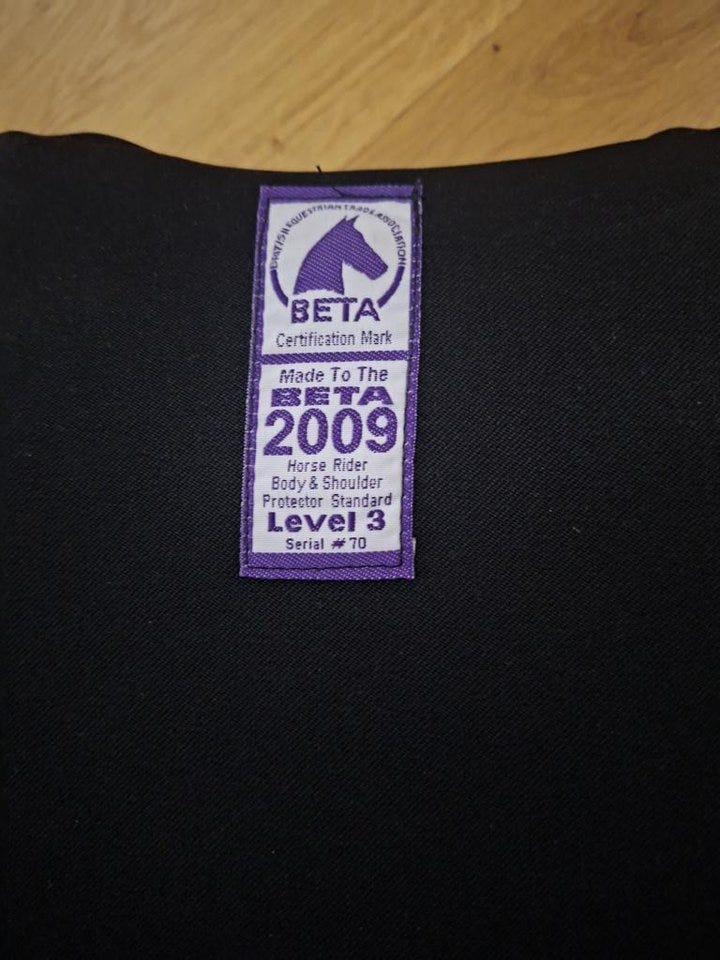 BRITISH EQUESTRIAN TRADE ASSOCIATION
BETA
Certification Mark
Made To The
BETA
2009
Horse Rider
Body & Shoulder
Protector Standard
Level 3
Serial # 70